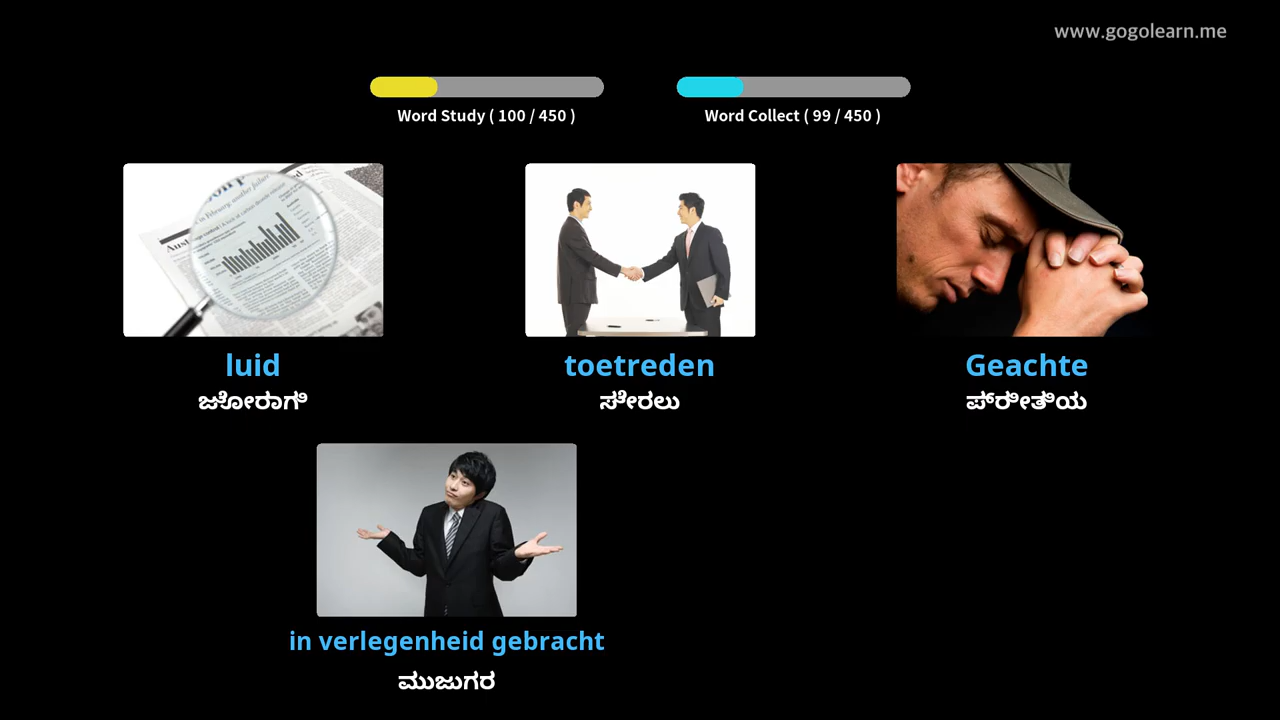 www.gogolearn.me
Word Study ( 100 / 450 )
Word Collect ( 99 / 450 )
luid
ಜೋರಾಗಿ
toetreden
ಸೇರಲು
Geachte
ಪ್ರೀತಿಯ
in verlegenheid gebracht
ಮುಜುಗರ